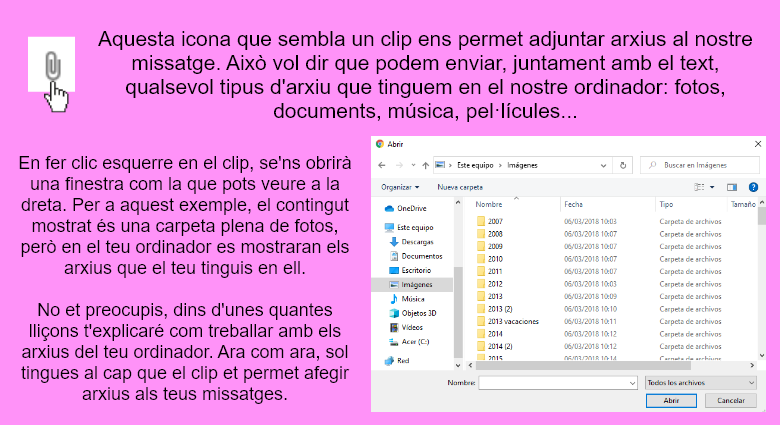 Aquesta icona que sembla un clip ens permet adjuntar arxius al nostre
missatge. Això vol dir que podem enviar, juntament amb el text,
qualsevol tipus d'arxiu que tinguem en el nostre ordinador: fotos,
documents, música, pel·lícules...
En fer clic esquerre en el clip, se'ns obrirà
una finestra com la que pots veure a la
dreta. Per a aquest exemple, el contingut
mostrat és una carpeta plena de fotos,
però en el teu ordinador es mostraran els
arxius que el teu tinguis en ell.
No et preocupis, dins d'unes quantes
lliçons t'explicaré com treballar amb els
arxius del teu ordinador. Ara com ara, sol
tingues al cap que el clip et permet afegir
arxius als teus missatges.
Abrir
Este equipo > Imágenes
Buscar en Imágenes
Organizar Nueva carpeta
OneDrive
Este equipo
Descargas
Documentos
Escritorio
Imágenes
Música
Objetos 3D
Vídeos
Acer (C:)
Red
Nombre Fecha Tipo Tamaño
2007 06/03/2018 10:03 Carpeta de archivos
2008 06/03/2018 10:07 Carpeta de archivos
2009 06/03/2018 10:07 Carpeta de archivos
2010 06/03/2018 10:07 Carpeta de archivos
2011 06/03/2018 10:07 Carpeta de archivos
2012 06/03/2018 10:07 Carpeta de archivos
2013 06/03/2018 10:09 Carpeta de archivos
2013 (2) 06/03/2018 10:10 Carpeta de archivos
2013 vacaciones 06/03/2018 10:11 Carpeta de archivos
2014 06/03/2018 10:12 Carpeta de archivos
2014 (2) 06/03/2018 10:12 Carpeta de archivos
2015 06/03/2018 10:14 Carpeta de archivos
Nombre: Todos los archivos
Abrir Cancelar